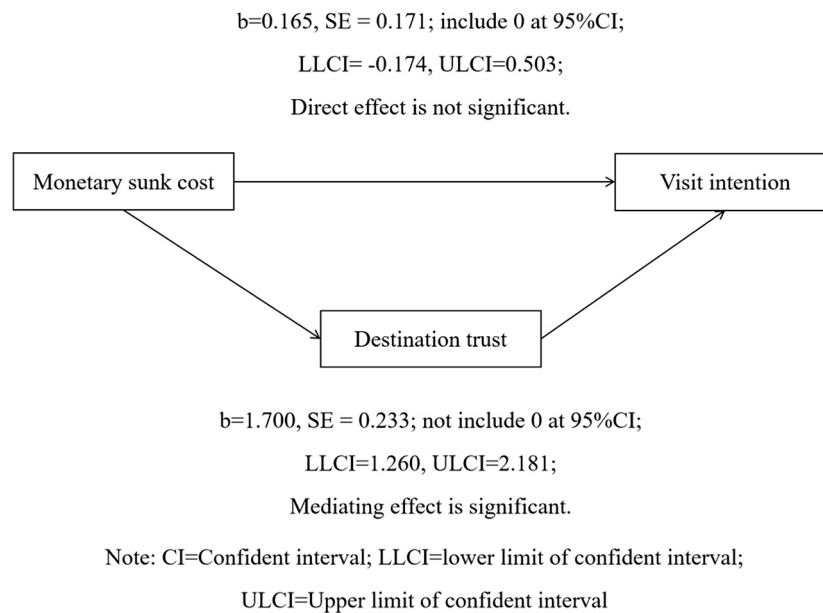 b=0.165, SE = 0.171; include 0 at 95%CI;
LLCI= -0.174, ULCI=0.503;
Direct effect is not significant.
Monetary sunk cost
Visit intention
Destination trust
b=1.700, SE = 0.233; not include 0 at 95%CI;
LLCI=1.260, ULCI=2.181;
Mediating effect is significant.
Note: CI=Confident interval; LLCI=lower limit of confident interval;
ULCI=Upper limit of confident interval